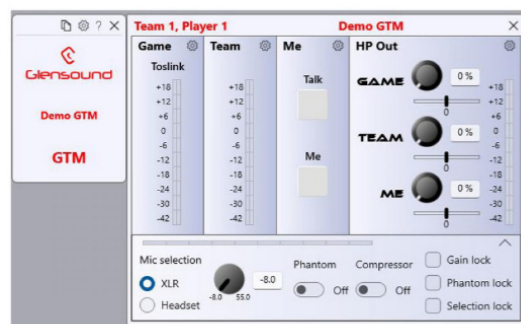 ?
Glensound
Demo GTM
GTM
Team 1, Player 1
Demo GTM
Game
Toslink
+18
+12
+6
0
-6
-12
-18
-24
-30
-42
Team
+18
+12
+6
0
-6
-12
-18
-24
-30
-42
Me
Talk
Me
HP Out
GAME
0 %
0
TEAM
0 %
0
ME
0 %
0
+18
+12
+6
0
-6
-12
-18
-24
-30
-42
Mic selection
XLR
Headset
-8.0
55.0
-8.0
Phantom
Off
Compressor
Off
Gain lock
Phantom lock
Selection lock